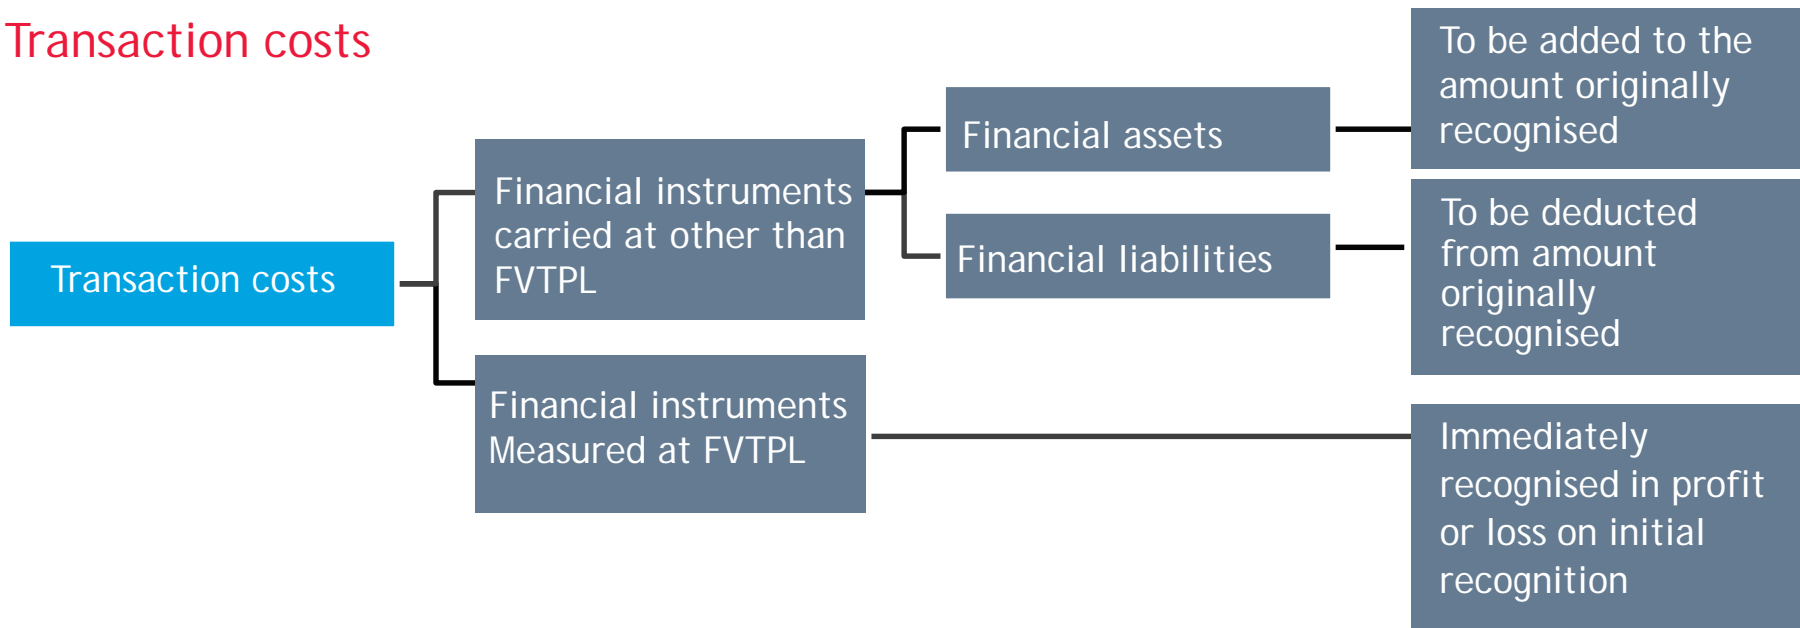 Transaction costs
Transaction costs
Financial instruments
carried at other than
FVTPL
Financial assets
To be added to the
amount originally
recognised
Financial liabilities
To be deducted
from amount
originally
recognised
Financial instruments
Measured at FVTPL
Immediately
recognised in profit
or loss on initial
recognition